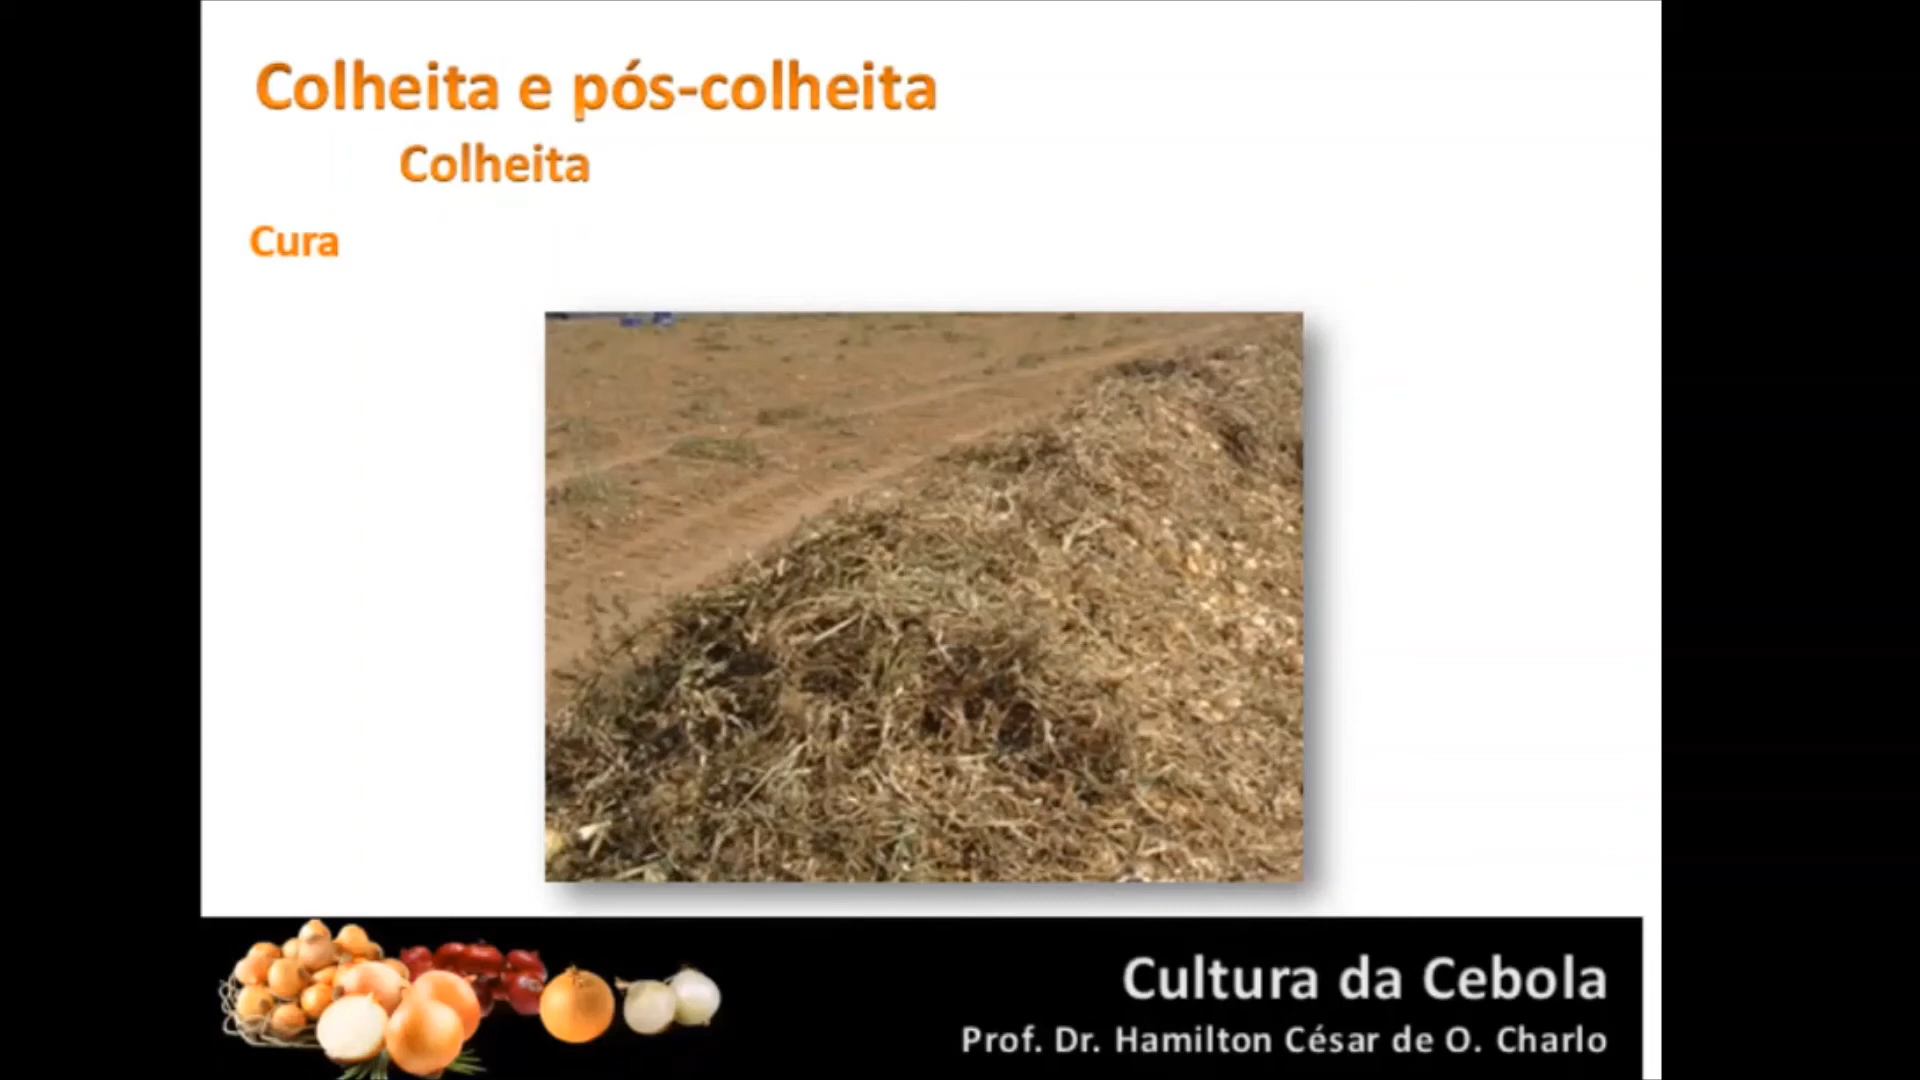 Colheita e pós-colheita
Colheita
Cura
Cultura da Cebola
Prof. Dr. Hamilton César de O. Charlo